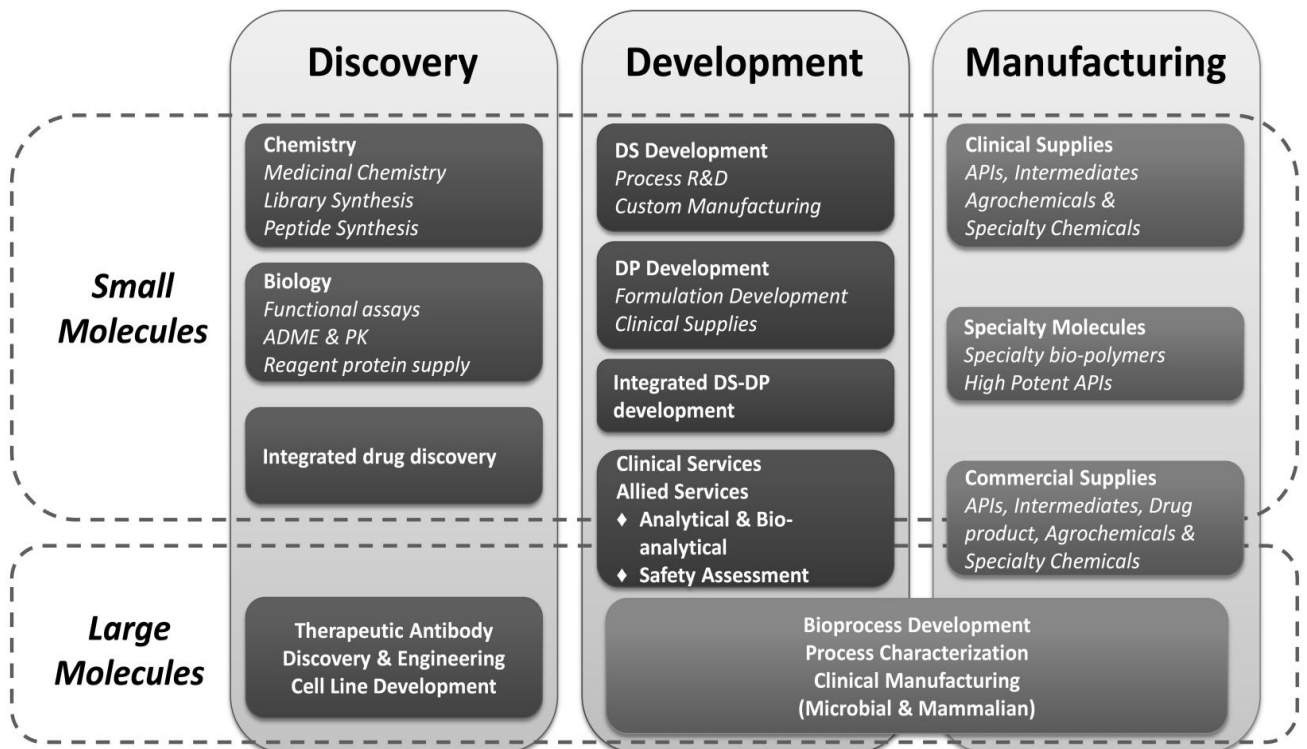 Discovery
Development
Manufacturing
Small
Molecules
Chemistry
Medicinal Chemistry
Library Synthesis
Peptide Synthesis
Biology
Functional assays
ADME & PK
Reagent protein supply
Integrated drug discovery
DS Development
Process R&D
Custom Manufacturing
DP Development
Formulation Development
Clinical Supplies
Integrated DS-DP
development
Clinical Services
Allied Services
♦ Analytical & Bio-
analytical
♦ Safety Assessment
Clinical Supplies
APIs, Intermediates
Agrochemicals &
Specialty Chemicals
Specialty Molecules
Specialty bio-polymers
High Potent APIs
Commercial Supplies
APIs, Intermediates, Drug
product, Agrochemicals &
Specialty Chemicals
Large
Molecules
Therapeutic Antibody
Discovery & Engineering
Cell Line Development
Bioprocess Development
Process Characterization
Clinical Manufacturing
(Microbial & Mammalian)